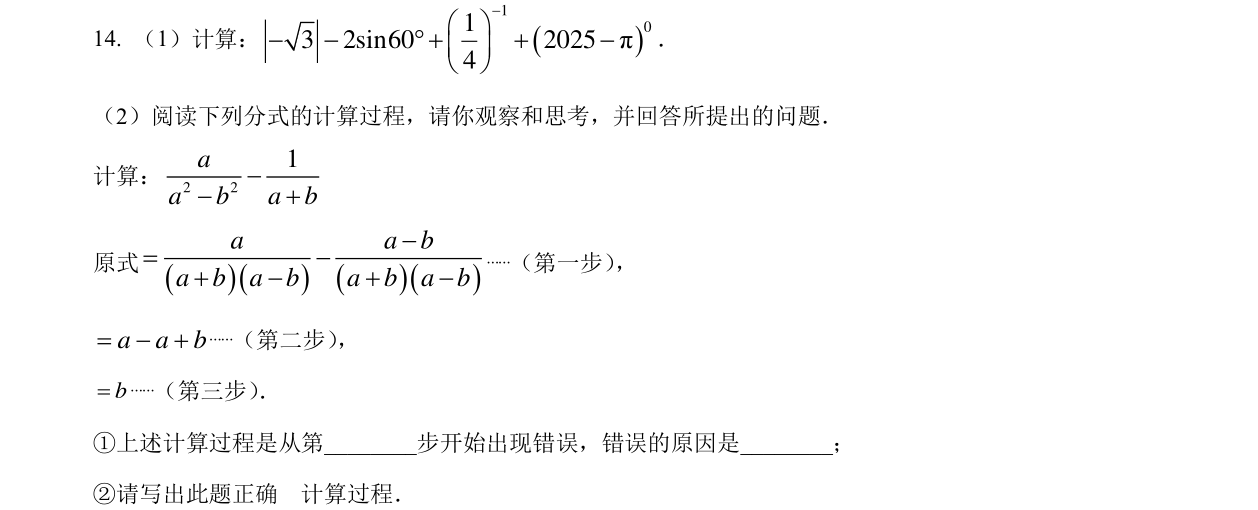 14. （1）计算：|−√3|−2sin60°+(1/4)^{−1}+(2025−π)^0．
（2）阅读下列分式的计算过程，请你观察和思考，并回答所提出的问题．
计算：a/(a²−b²)−1/(a+b)
原式=a/((a+b)(a−b))−(a−b)/((a+b)(a−b))……（第一步），
=a−a+b……（第二步），
=b……（第三步）．
①上述计算过程是从第________步开始出现错误，错误的原因是________；
②请写出此题正确 计算过程．